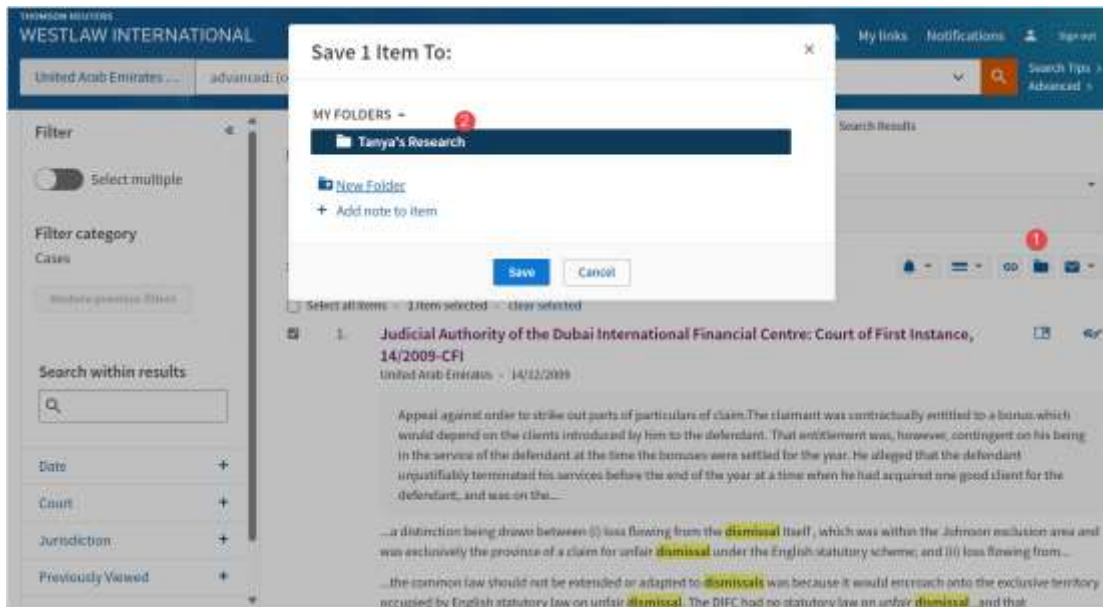 THOMSON REUTERS
WESTLAW INTERNATIONAL
My links Notifications Sign out
United Arab Emirates ... advanced: (o
Search Tips >
Advanced >
Save 1 Item To:
MY FOLDERS
2
Tanya's Research
New Folder
+ Add note to item
Save Cancel
Search Results
1
Filter
Select multiple
Filter category
Cases
Restore previous filters
Search within results
Date +
Court +
Jurisdiction +
Previously Viewed +
Select all items - 1 item selected - Clear selected
1. Judicial Authority of the Dubai International Financial Centre: Court of First Instance,
14/2009-CFI
United Arab Emirates - 14/12/2009
Appeal against order to strike out parts of particulars of claim.The claimant was contractually entitled to a bonus which
would depend on the clients introduced by him to the defendant. That entitlement was, however, contingent on his being
in the service of the defendant at the time the bonuses were settled for the year. He alleged that the defendant
unjustifiably terminated his services before the end of the year at a time when he had acquired one good client for the
defendant, and was on the...
...a distinction being drawn between (i) loss flowing from the dismissal itself, which was within the Johnson exclusion area and
was exclusively the province of a claim for unfair dismissal under the English statutory scheme; and (ii) loss flowing from...
...the common law should not be extended or adapted to dismissals was because it would encroach onto the exclusive territory
occupied by English statutory law on unfair dismissal. The DIFC had no statutory law on unfair dismissal, and that